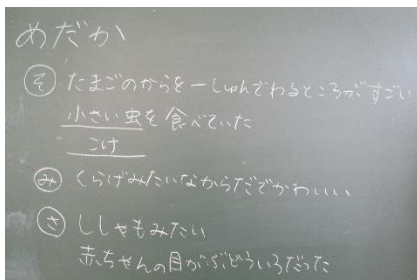 めだか
そ たまごのからを一しゅんでわるところがすごい
小さい虫を食べていた
こけ
み くらげみたいなからだでかわいい
さ ししゃもみたい
赤ちゃんの目がぶどういろだった